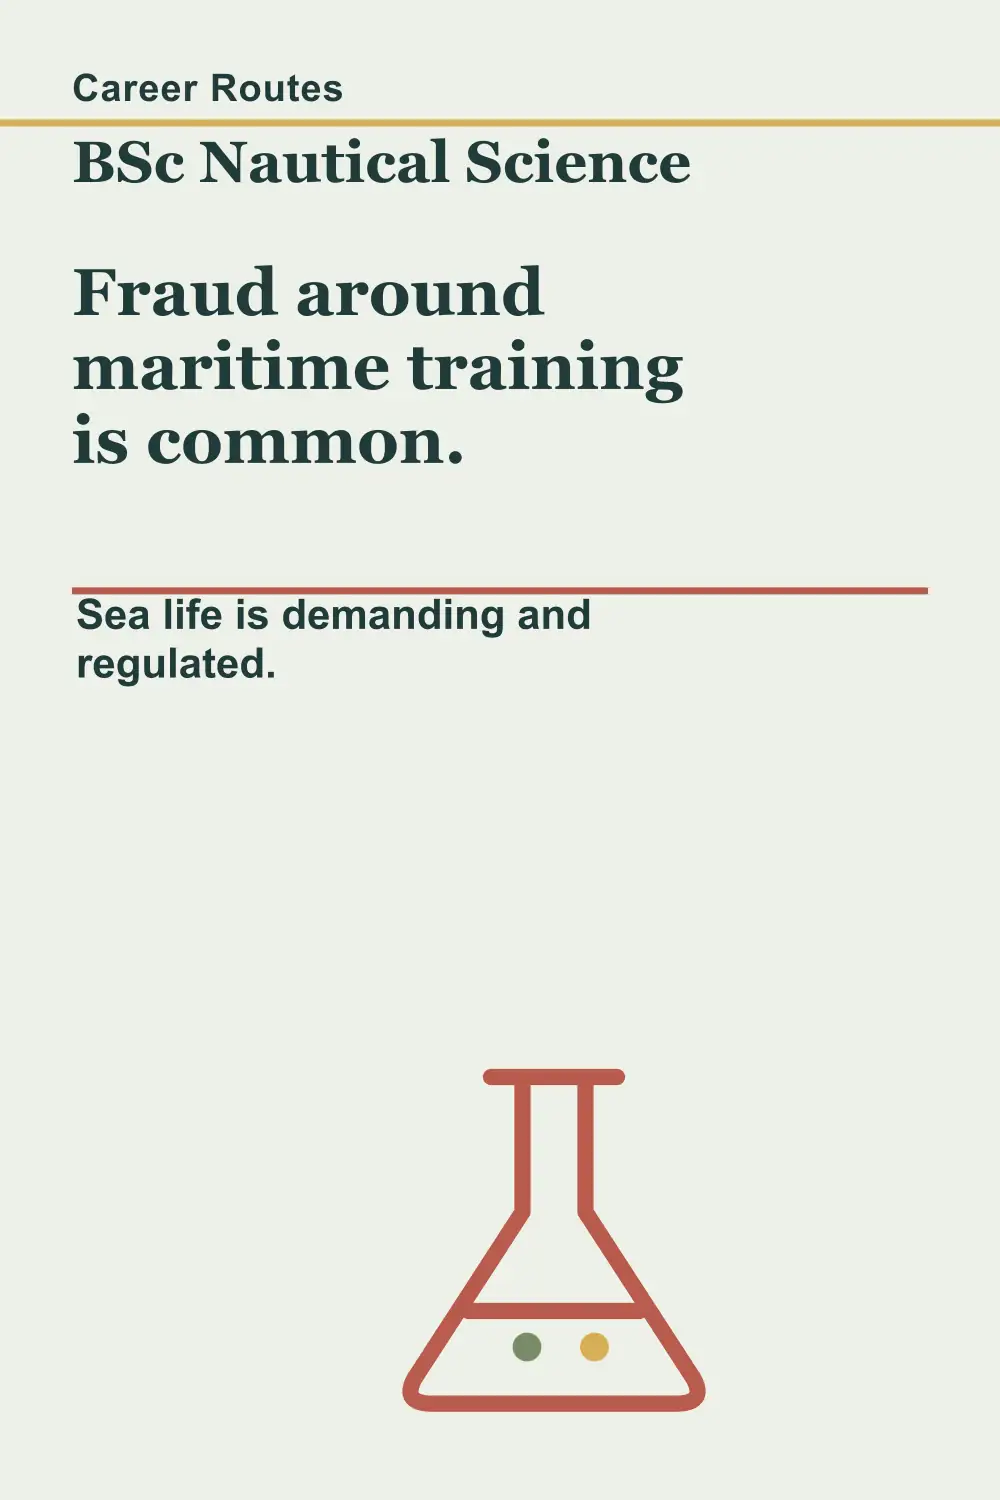 Career Routes
BSc Nautical Science
Fraud around
maritime training
is common.
Sea life is demanding and
regulated.